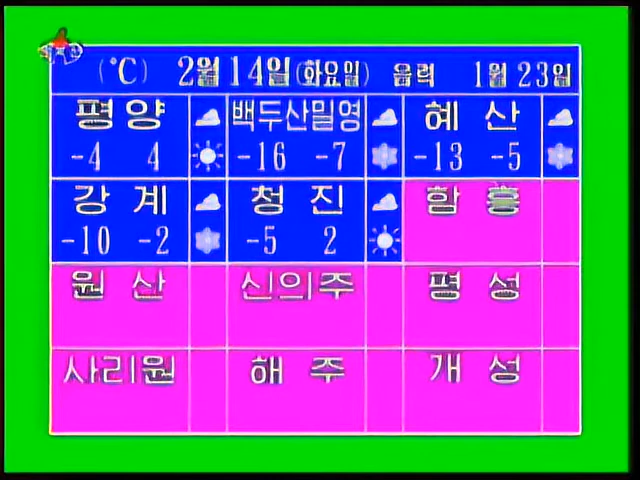 (℃) 2월 14일 (화요일) 음력 1월 23일
평양 백두산밀영 혜산
-4 4 -16 -7 -13 -5
강계 청진 함흥
-10 -2 -5 2
원산 신의주 평성
사리원 해주 개성